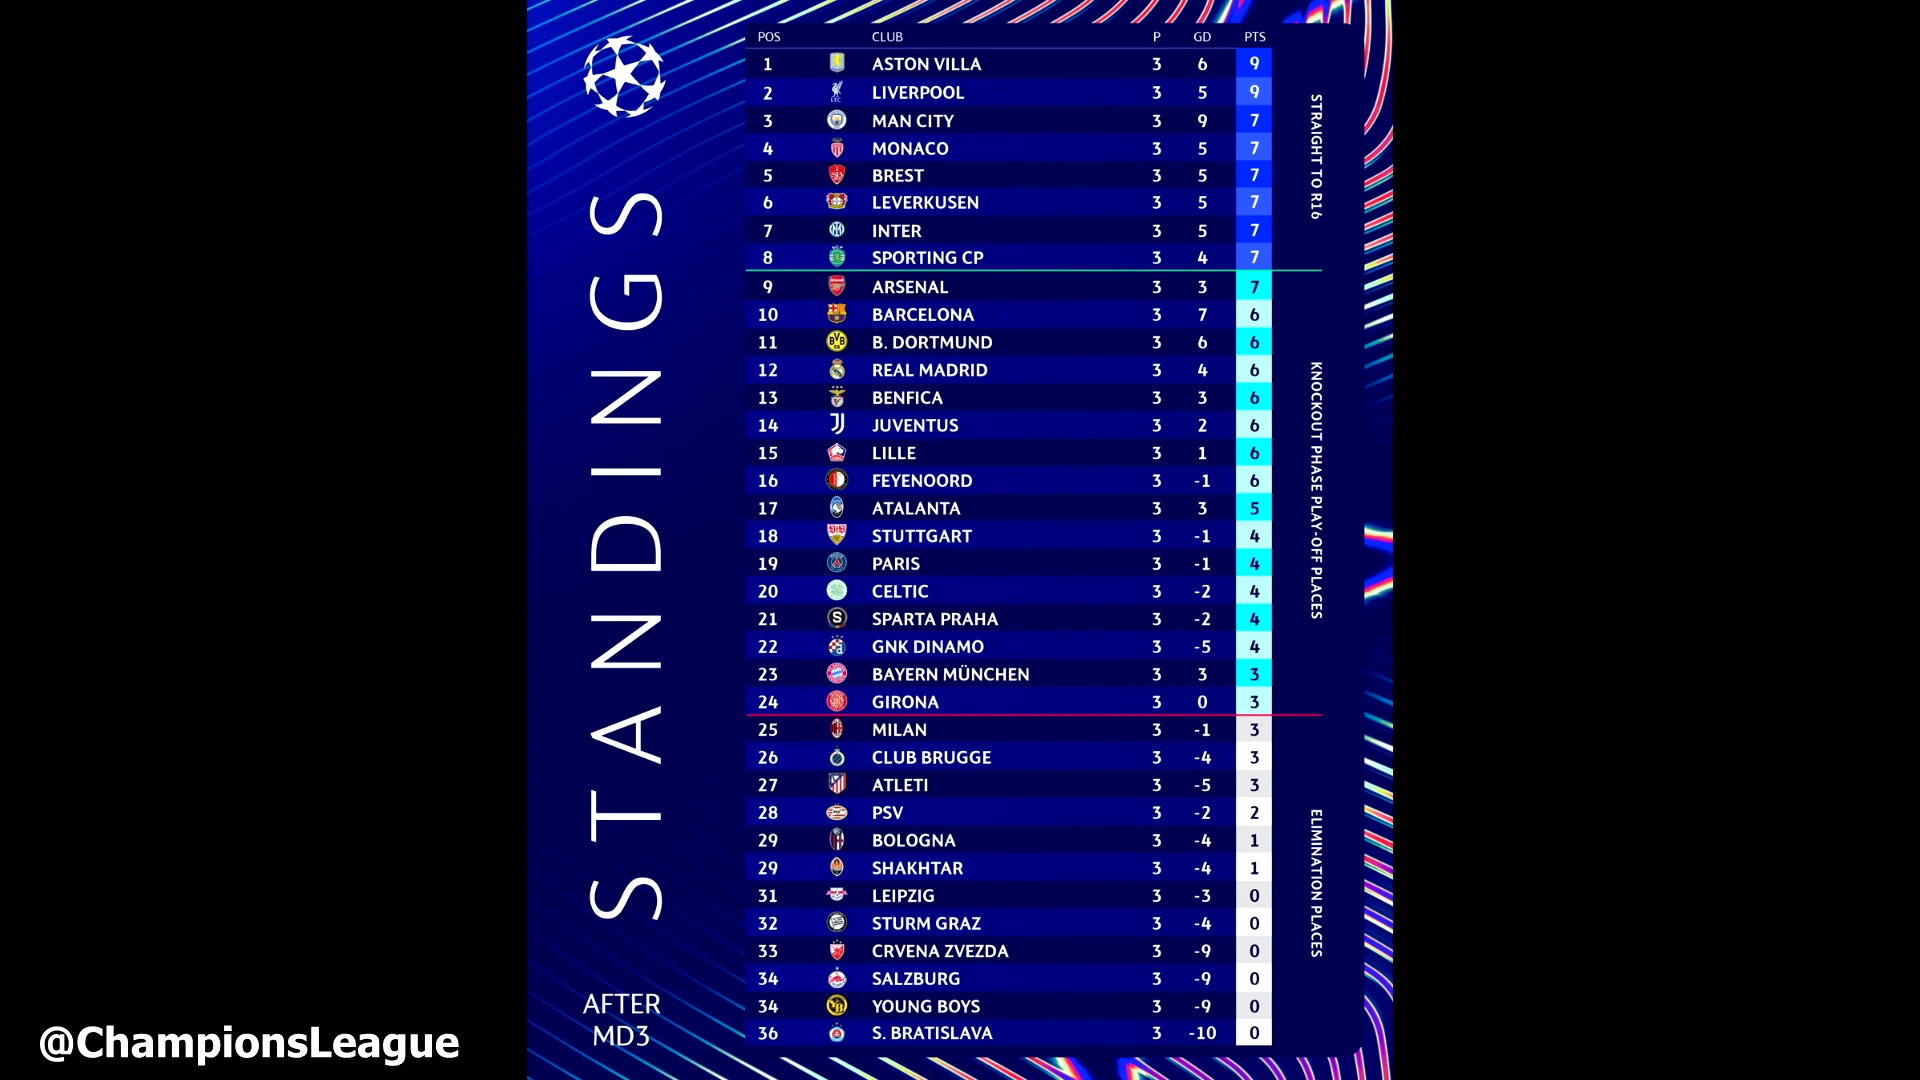 POS CLUB P GD PTS
1 ASTON VILLA 3 6 9
2 LIVERPOOL 3 5 9
3 MAN CITY 3 9 7
4 MONACO 3 5 7
5 BREST 3 5 7
6 LEVERKUSEN 3 5 7
7 INTER 3 5 7
8 SPORTING CP 3 4 7
9 ARSENAL 3 3 7
10 BARCELONA 3 7 6
11 B. DORTMUND 3 6 6
12 REAL MADRID 3 4 6
13 BENFICA 3 3 6
14 JUVENTUS 3 2 6
15 LILLE 3 1 6
16 FEYENOORD 3 -1 6
17 ATALANTA 3 3 5
18 STUTTGART 3 -1 4
19 PARIS 3 -1 4
20 CELTIC 3 -2 4
21 SPARTA PRAHA 3 -2 4
22 GNK DINAMO 3 -5 4
23 BAYERN MÜNCHEN 3 3 3
24 GIRONA 3 0 3
25 MILAN 3 -1 3
26 CLUB BRUGGE 3 -4 3
27 ATLETI 3 -5 3
28 PSV 3 -2 2
29 BOLOGNA 3 -4 1
29 SHAKHTAR 3 -4 1
31 LEIPZIG 3 -3 0
32 STURM GRAZ 3 -4 0
33 CRVENA ZVEZDA 3 -9 0
34 SALZBURG 3 -9 0
34 YOUNG BOYS 3 -9 0
36 S. BRATISLAVA 3 -10 0
STRAIGHT TO R16
KNOCKOUT PHASE PLAY-OFF PLACES
ELIMINATION PLACES
STANDINGS
AFTER
MD3
@ChampionsLeague